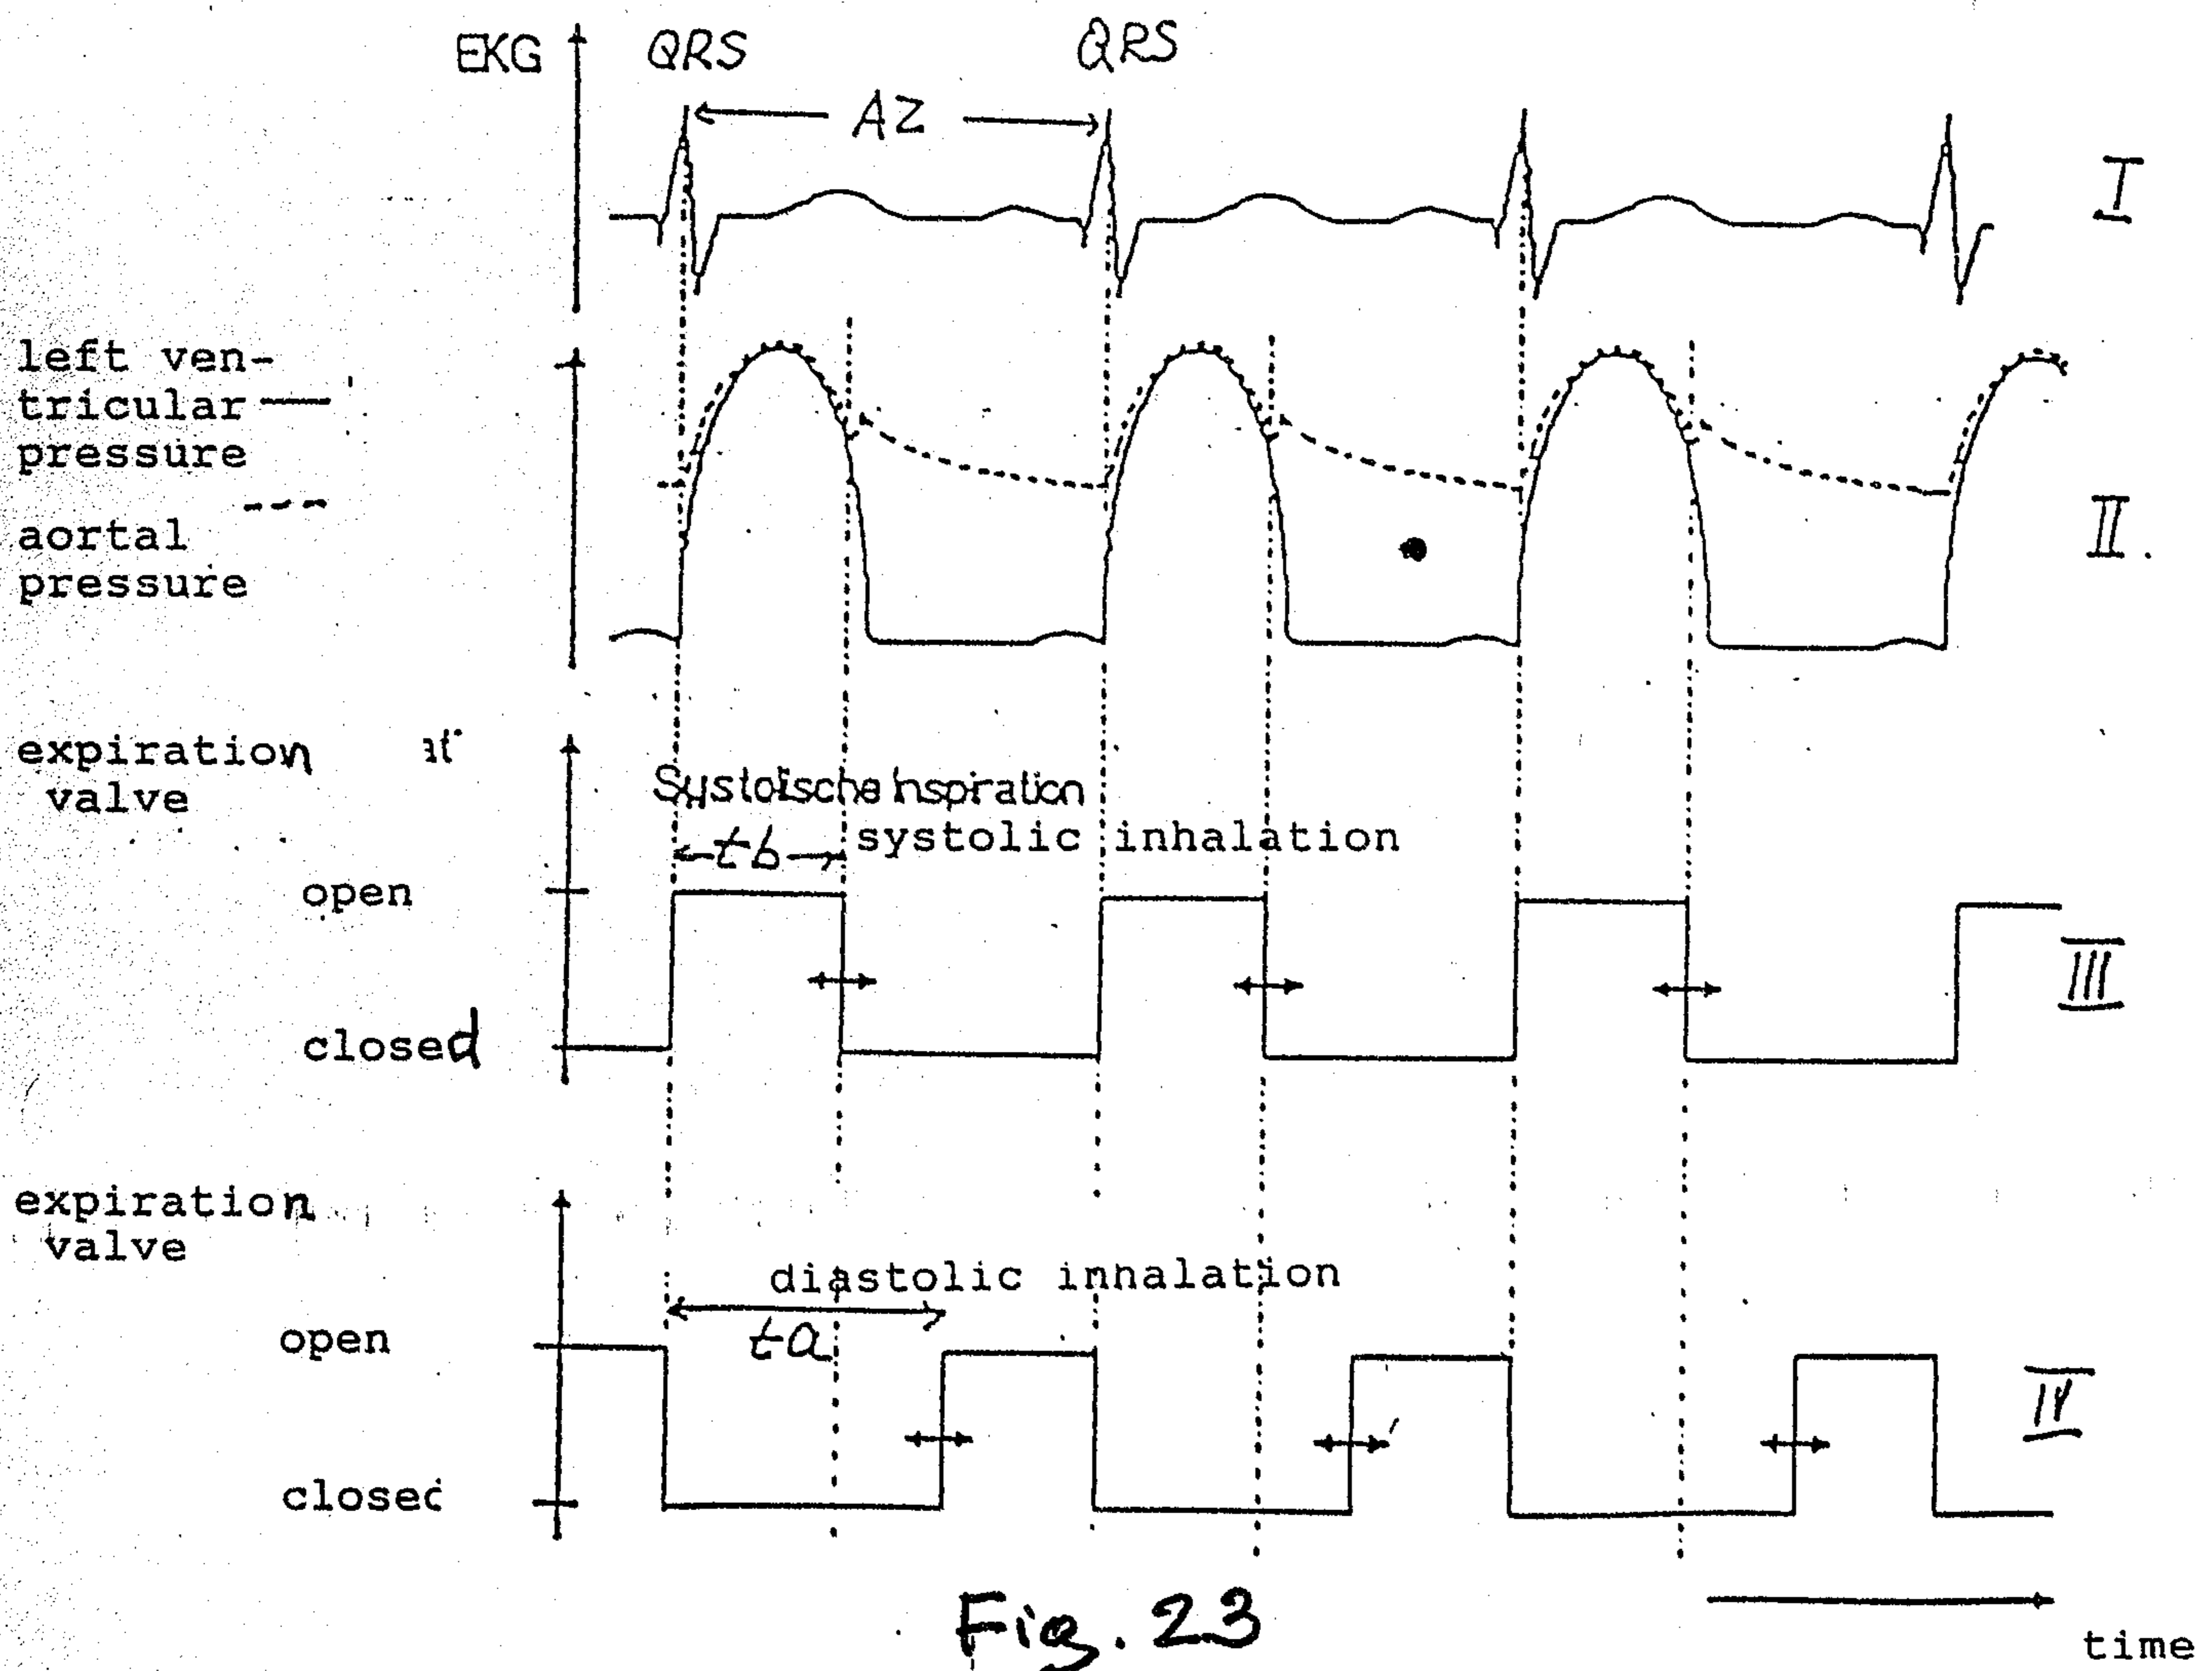 EKG QRS QRS
AZ
I
left ven-
tricular
pressure
aortal
pressure
II.
expiration
valve
Systolische Inspiration
tb systolic inhalation
open
III
closed
expiration
valve
diastolic inhalation
ta
open
IV
closed
Fig. 23
time